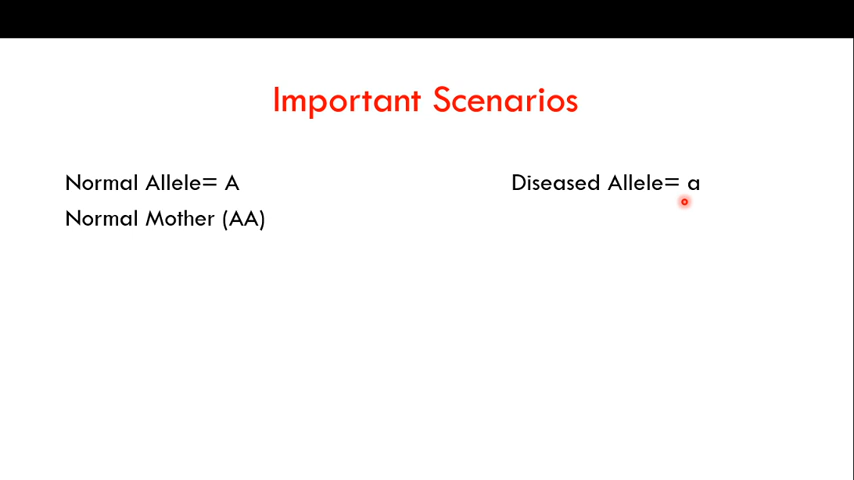 Important Scenarios
Normal Allele= A
Diseased Allele= a
Normal Mother (AA)